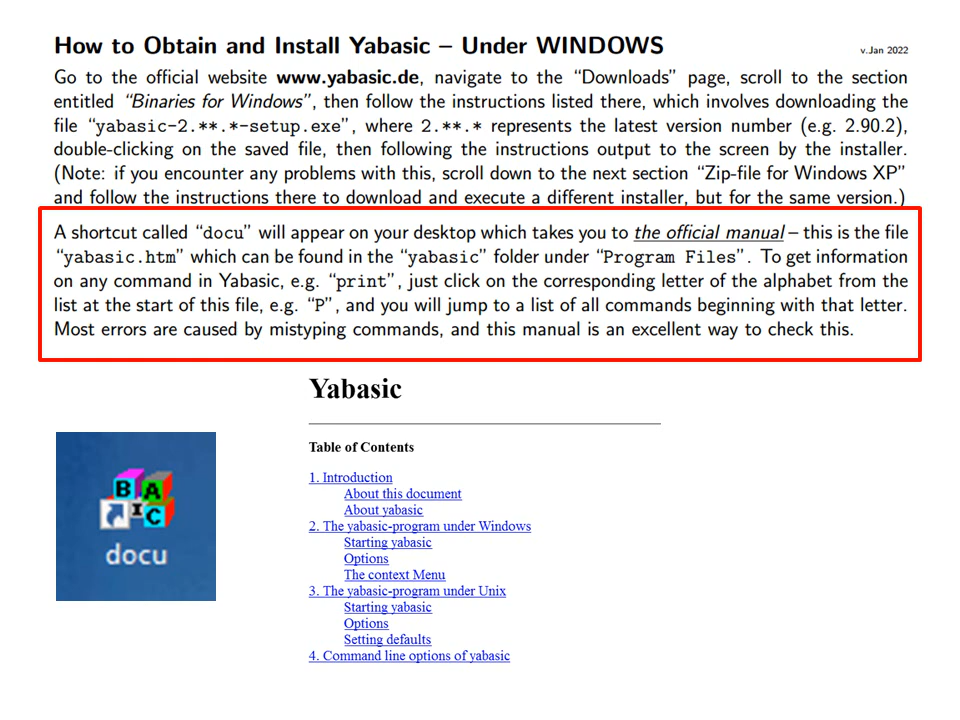 How to Obtain and Install Yabasic – Under WINDOWS
v.Jan 2022
Go to the official website www.yabasic.de, navigate to the “Downloads” page, scroll to the section
entitled “Binaries for Windows”, then follow the instructions listed there, which involves downloading the
file “yabasic-2.**.*-setup.exe”, where 2.**.* represents the latest version number (e.g. 2.90.2),
double-clicking on the saved file, then following the instructions output to the screen by the installer.
(Note: if you encounter any problems with this, scroll down to the next section “Zip-file for Windows XP”
and follow the instructions there to download and execute a different installer, but for the same version.)
A shortcut called “docu” will appear on your desktop which takes you to the official manual – this is the file
“yabasic.htm” which can be found in the “yabasic” folder under “Program Files”. To get information
on any command in Yabasic, e.g. “print”, just click on the corresponding letter of the alphabet from the
list at the start of this file, e.g. “P”, and you will jump to a list of all commands beginning with that letter.
Most errors are caused by mistyping commands, and this manual is an excellent way to check this.
Yabasic
Table of Contents
1. Introduction
About this document
About yabasic
2. The yabasic-program under Windows
Starting yabasic
Options
The context Menu
3. The yabasic-program under Unix
Starting yabasic
Options
Setting defaults
4. Command line options of yabasic
B A
I C
docu